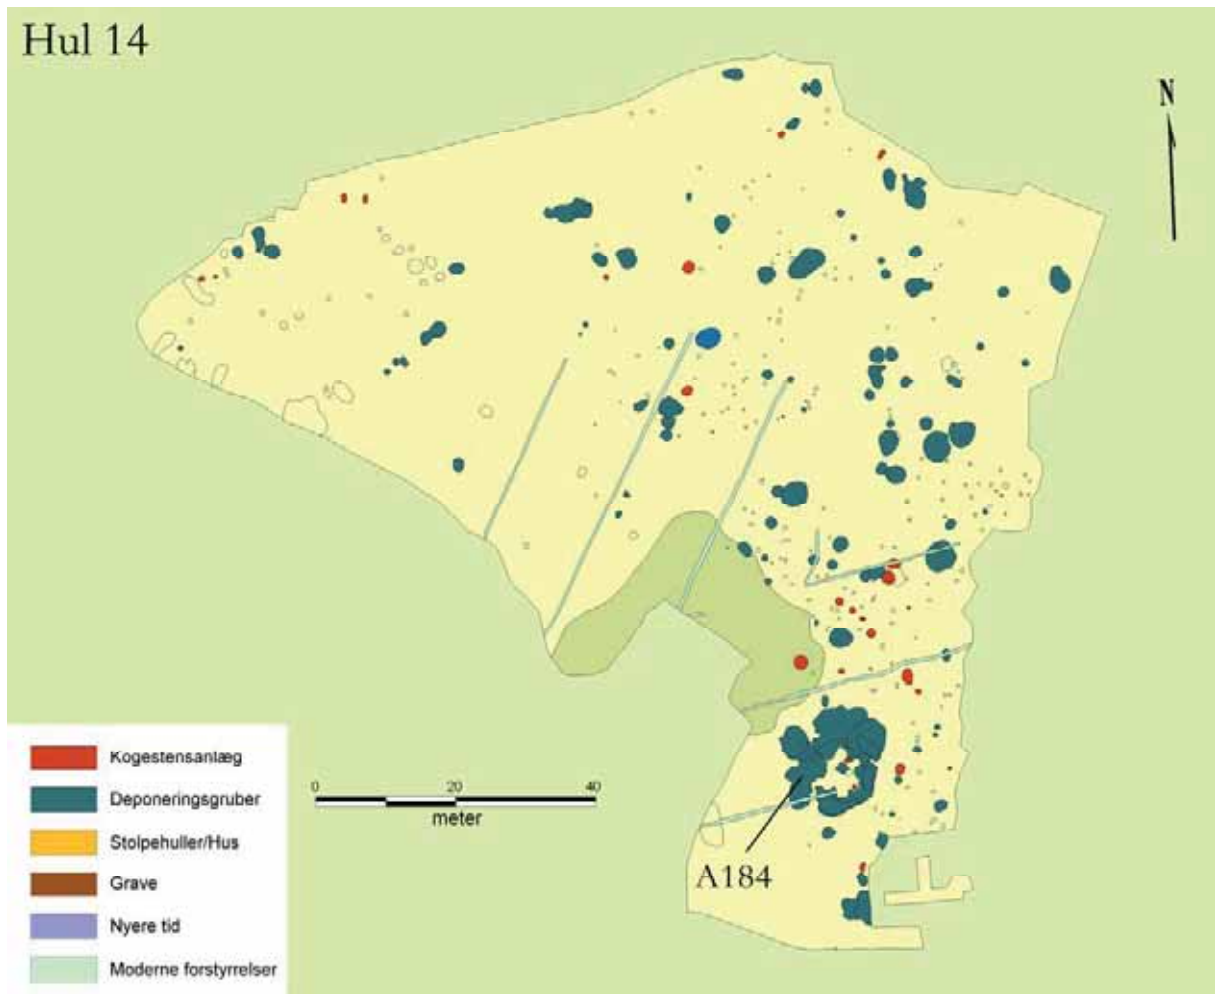 Hul 14
N
Kogestensanlæg
Deponeringsgruber
Stolpehuller/Hus
Grave
Nyere tid
Moderne forstyrrelser
0 20 40
meter
A184